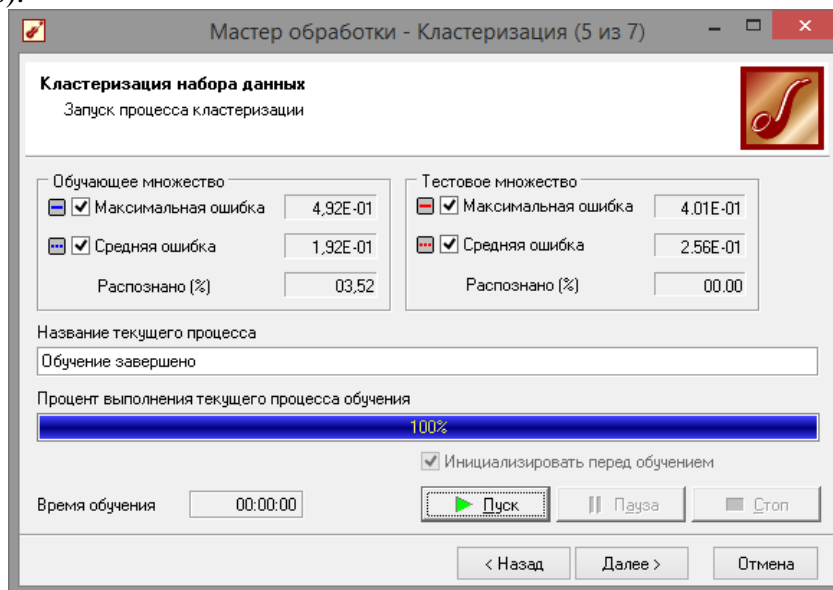 Мастер обработки - Кластеризация (5 из 7)
Кластеризация набора данных
Запуск процесса кластеризации
Обучающее множество
Максимальная ошибка 4,92E-01
Средняя ошибка 1,92E-01
Распознано (%) 03,52
Тестовое множество
Максимальная ошибка 4.01E-01
Средняя ошибка 2.56E-01
Распознано (%) 00.00
Название текущего процесса
Обучение завершено
Процент выполнения текущего процесса обучения
100%
Инициализировать перед обучением
Время обучения 00:00:00
Пуск Пауза Стоп
< Назад Далее > Отмена